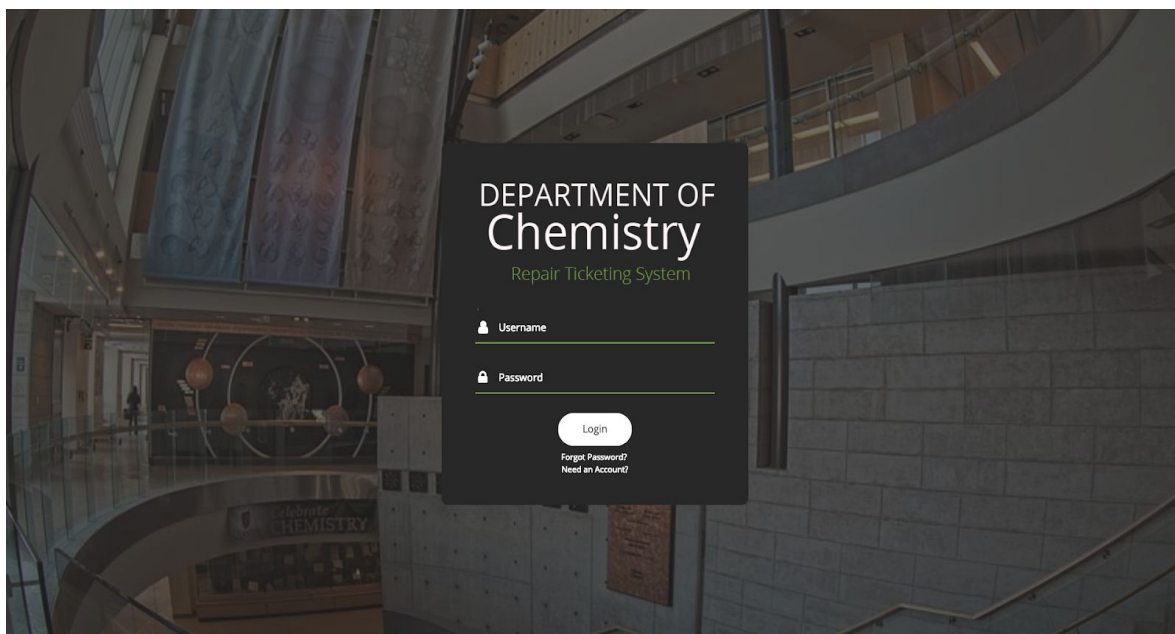 DEPARTMENT OF
Chemistry
Repair Ticketing System
Username
Password
Login
Forgot Password?
Need an Account?
Celebrate
CHEMISTRY